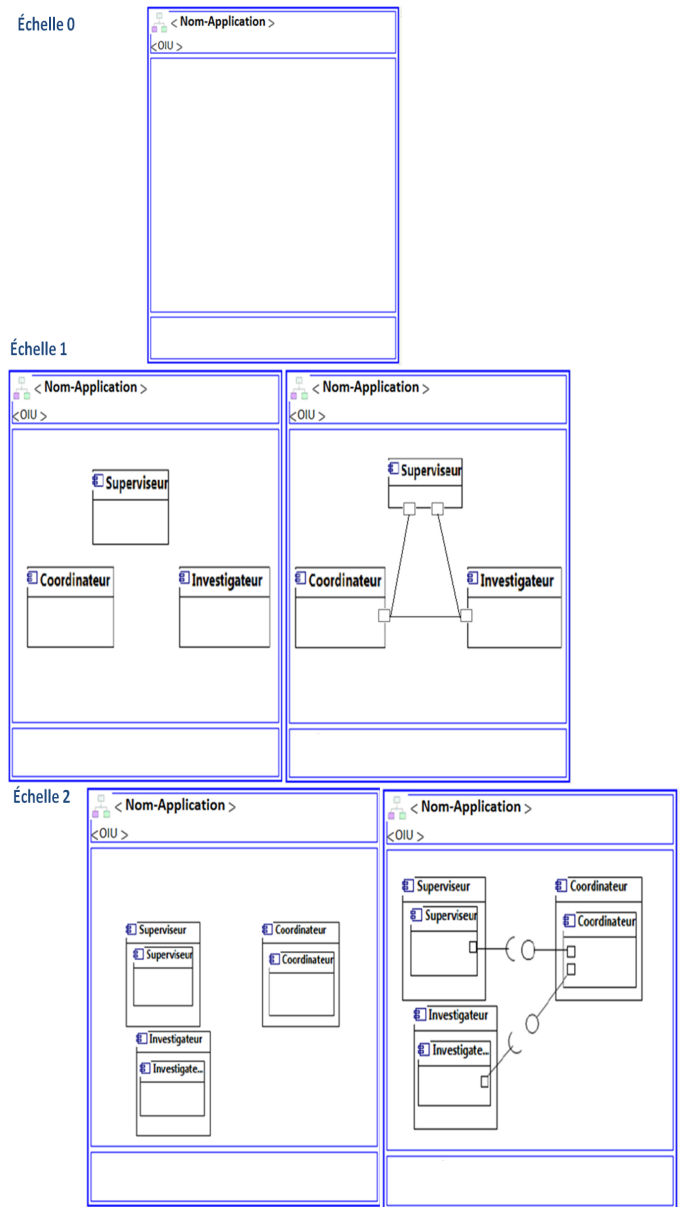 Échelle 0
< Nom-Application >
<OIU >
Échelle 1
< Nom-Application >
<OIU >
Superviseur
Coordinateur
Investigateur
< Nom-Application >
<OIU >
Superviseur
Coordinateur
Investigateur
Échelle 2
< Nom-Application >
<OIU >
Superviseur
Superviseur
Coordinateur
Coordinateur
Investigateur
Investigate...
< Nom-Application >
<OIU >
Superviseur
Superviseur
Coordinateur
Coordinateur
Investigateur
Investigate...